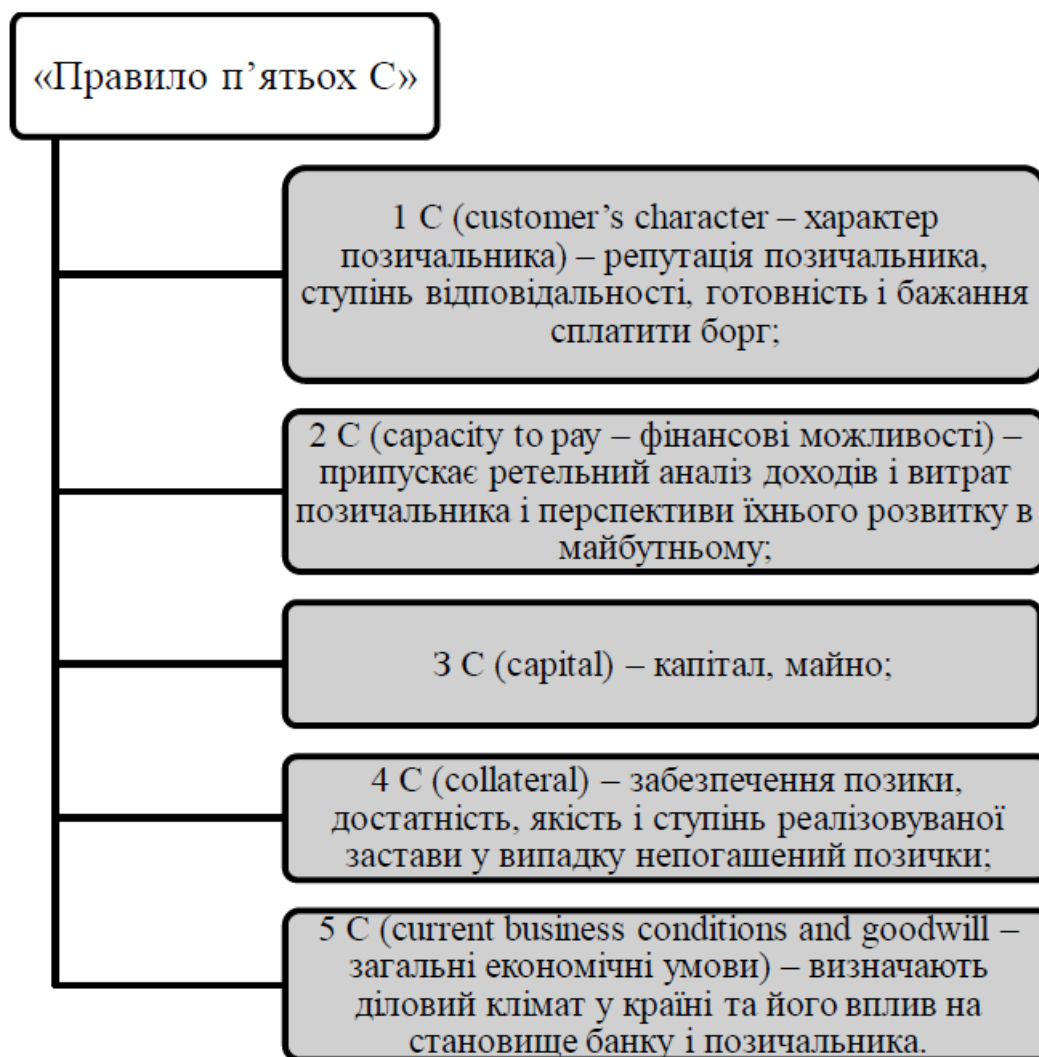 «Правило п’ятьох С»
1 С (customer’s character – характер
позичальника) – репутація позичальника,
ступінь відповідальності, готовність і бажання
сплатити борг;
2 С (capacity to pay – фінансові можливості) –
припускає ретельний аналіз доходів і витрат
позичальника і перспективи їхнього розвитку в
майбутньому;
3 С (capital) – капітал, майно;
4 С (collateral) – забезпечення позики,
достатність, якість і ступінь реалізовуваної
застави у випадку непогашений позички;
5 С (current business conditions and goodwill –
загальні економічні умови) – визначають
діловий клімат у країні та його вплив на
становище банку і позичальника.